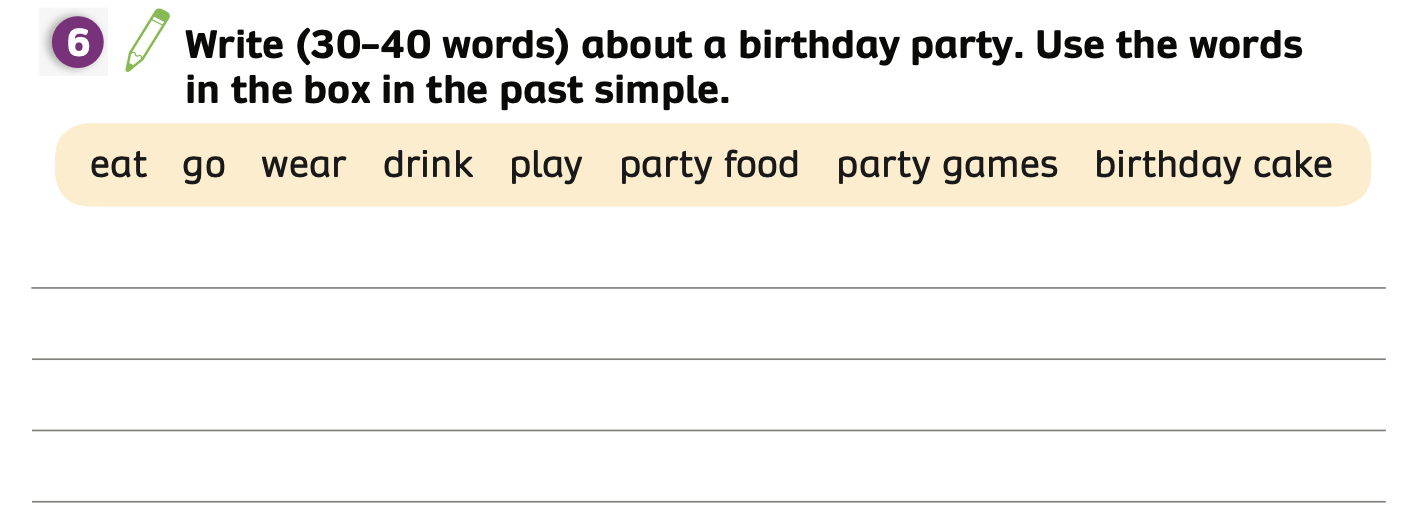 6 Write (30–40 words) about a birthday party. Use the words
in the box in the past simple.
eat go wear drink play party food party games birthday cake